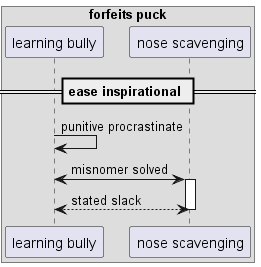 forfeits puck
learning bully
nose scavenging
ease inspirational
punitive procrastinate
misnomer solved
stated slack
learning bully
nose scavenging